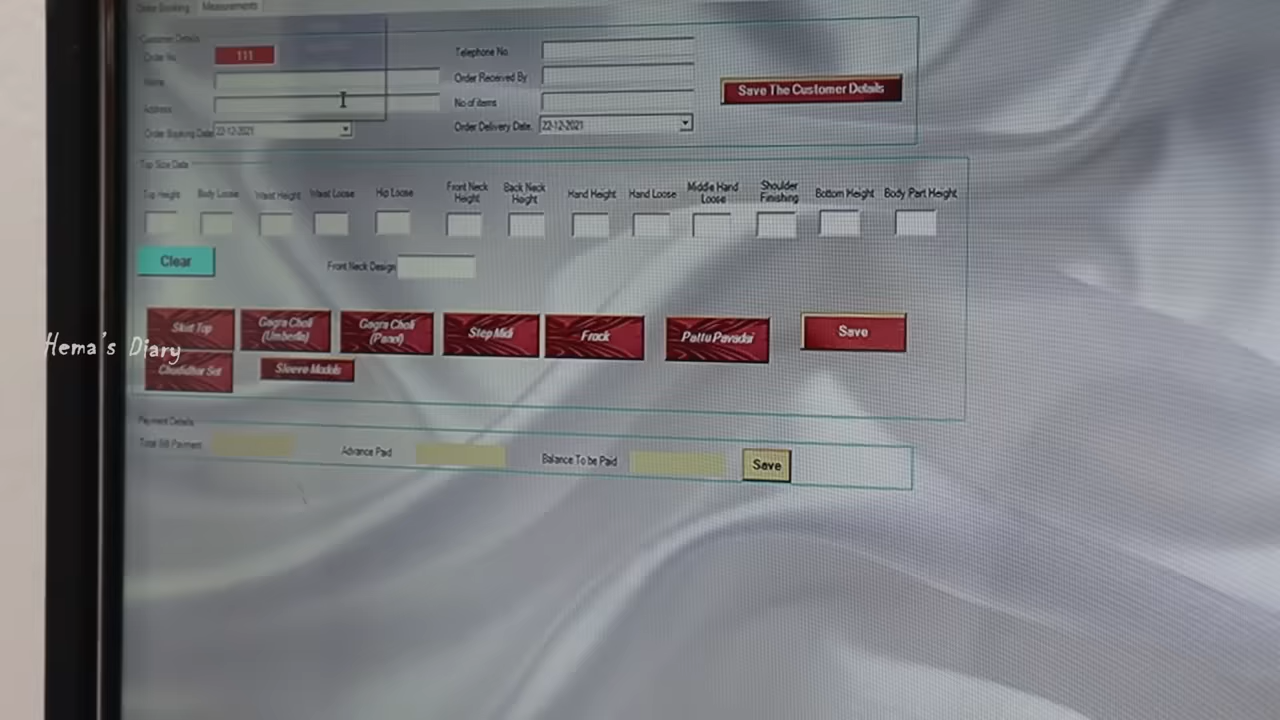 Order Booking Measurements
Customer Details
Order No 111 Telephone No
Name Order Received By
Address No of items Save The Customer Details
Order Booking Date 22-12-2021 Order Delivery Date 22-12-2021
Top Size Data
Top Height Body Loose Waist Height Waist Loose Hip Loose Front Neck Height Back Neck Height Hand Height Hand Loose Middle Hand Loose Shoulder Finishing Bottom Height Body Part Height
Clear Front Neck Design
Skirt Top Gagra Choli (Umbrella) Gagra Choli (Panel) Step Midi Frock Pattu Pavadai Save
Hema's Diary
Chudidhar Set Sleeve Models
Payment Details
Total Bill Payment Advance Paid Balance To be Paid Save